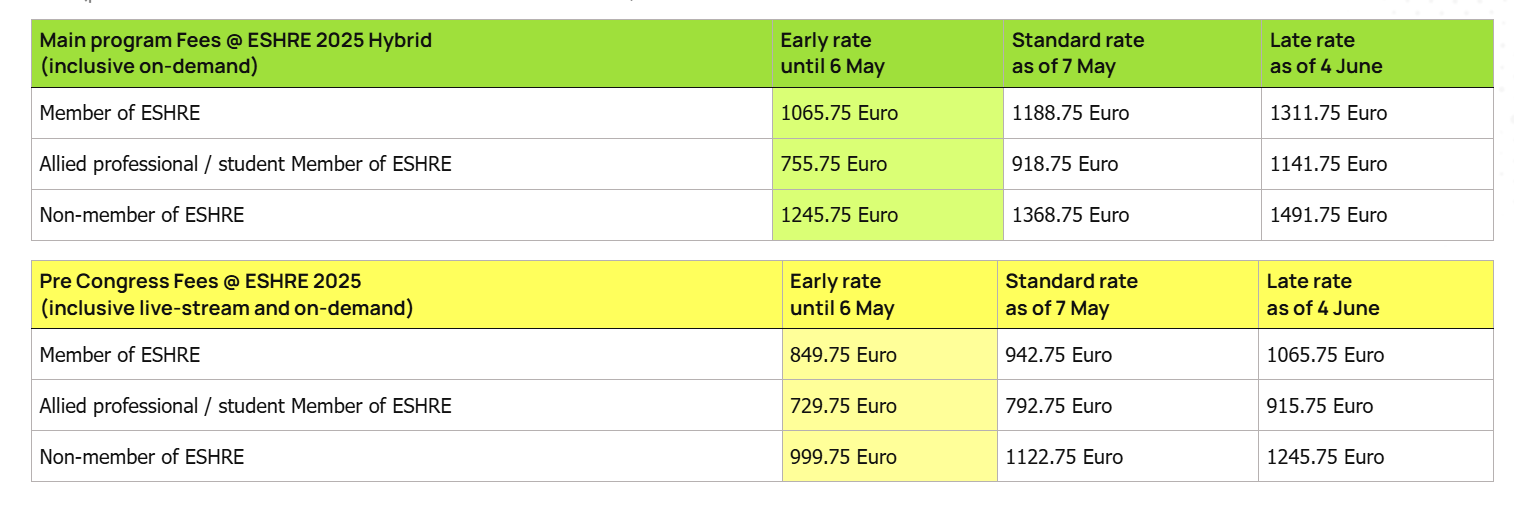 Main program Fees @ ESHRE 2025 Hybrid
(inclusive on-demand)
Early rate
until 6 May
Standard rate
as of 7 May
Late rate
as of 4 June
Member of ESHRE
1065.75 Euro
1188.75 Euro
1311.75 Euro
Allied professional / student Member of ESHRE
755.75 Euro
918.75 Euro
1141.75 Euro
Non-member of ESHRE
1245.75 Euro
1368.75 Euro
1491.75 Euro
Pre Congress Fees @ ESHRE 2025
(inclusive live-stream and on-demand)
Early rate
until 6 May
Standard rate
as of 7 May
Late rate
as of 4 June
Member of ESHRE
849.75 Euro
942.75 Euro
1065.75 Euro
Allied professional / student Member of ESHRE
729.75 Euro
792.75 Euro
915.75 Euro
Non-member of ESHRE
999.75 Euro
1122.75 Euro
1245.75 Euro